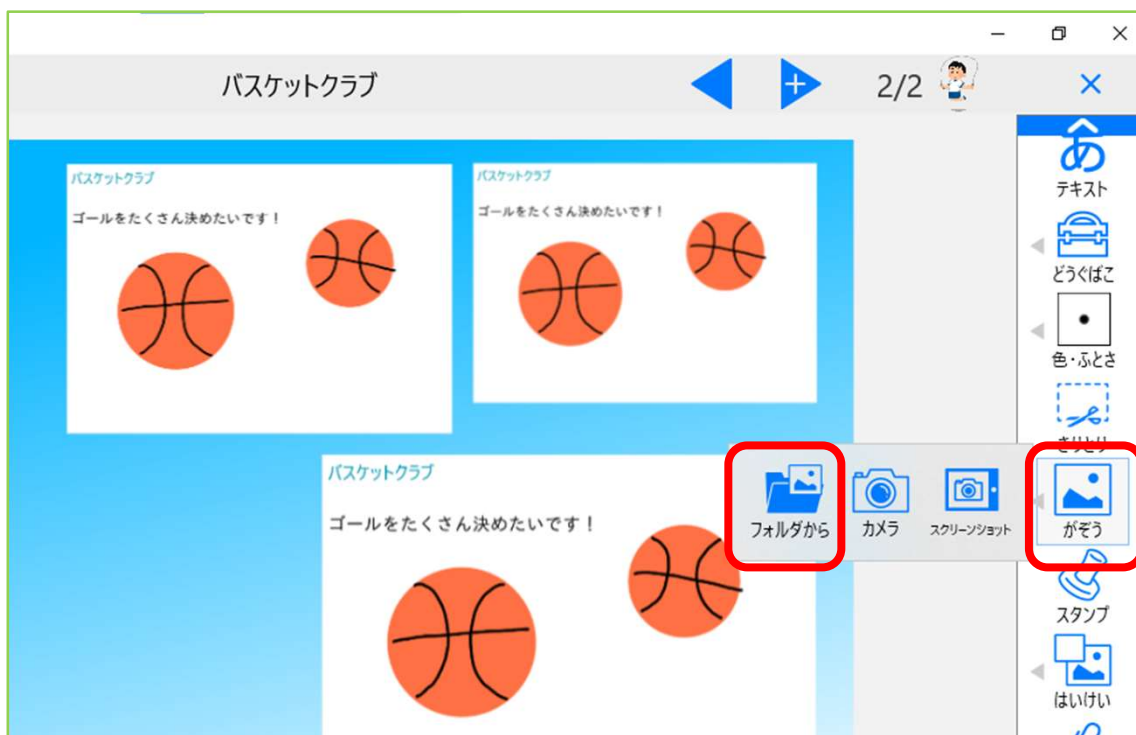 バスケットクラブ
2/2
テキスト
どうぐばこ
色・ふとさ
きりとり
バスケットクラブ
ゴールをたくさん決めたいです！
バスケットクラブ
ゴールをたくさん決めたいです！
バスケットクラブ
ゴールをたくさん決めたいです！
フォルダから
カメラ
スクリーンショット
がぞう
スタンプ
はいけい